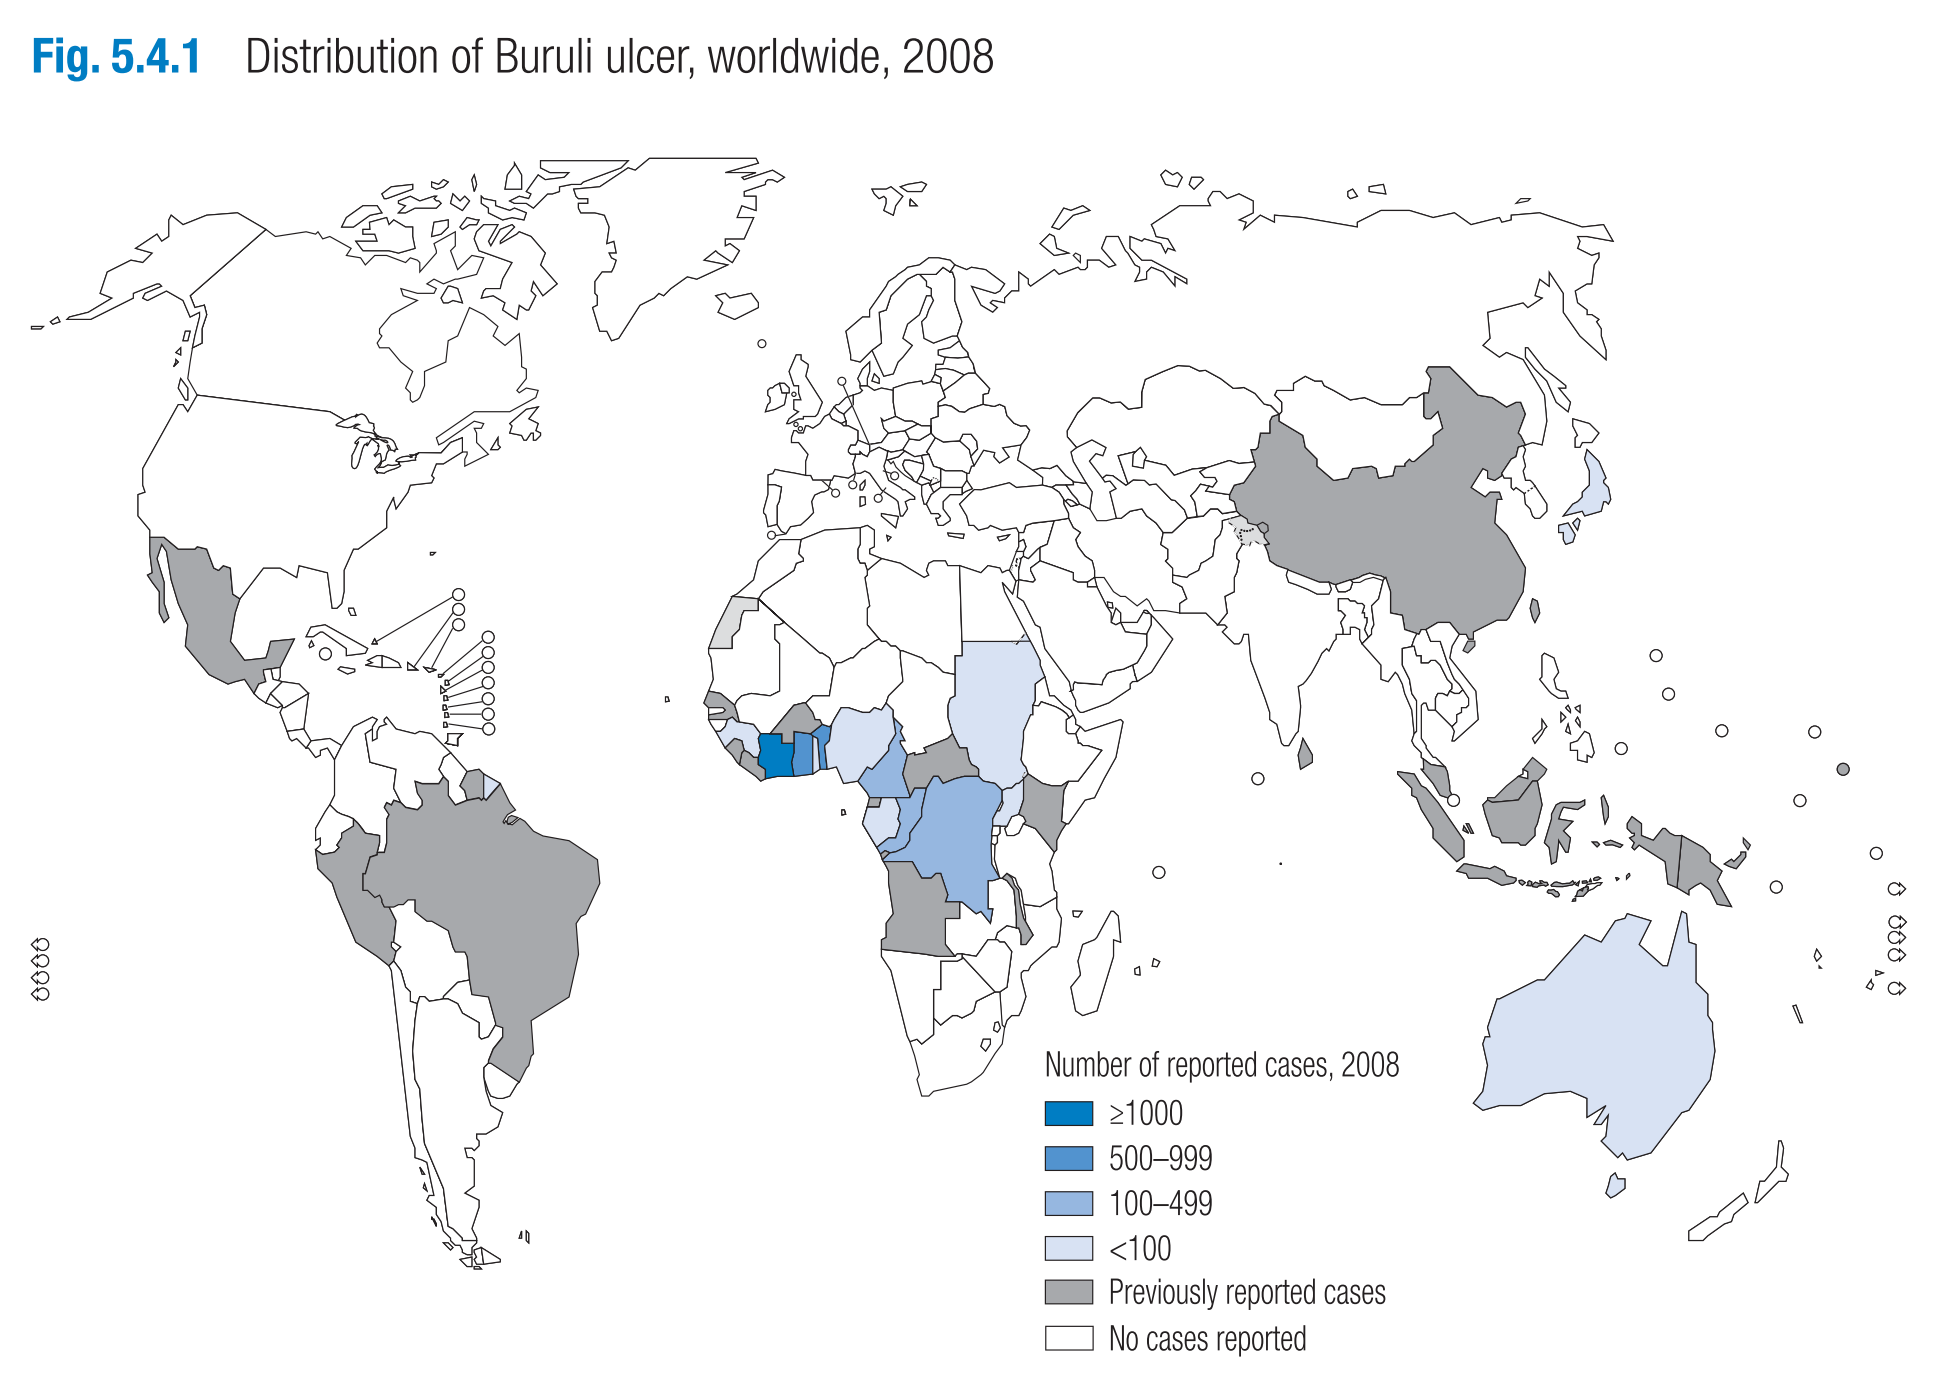 Fig. 5.4.1 Distribution of Buruli ulcer, worldwide, 2008
Number of reported cases, 2008
≥1000
500–999
100–499
<100
Previously reported cases
No cases reported